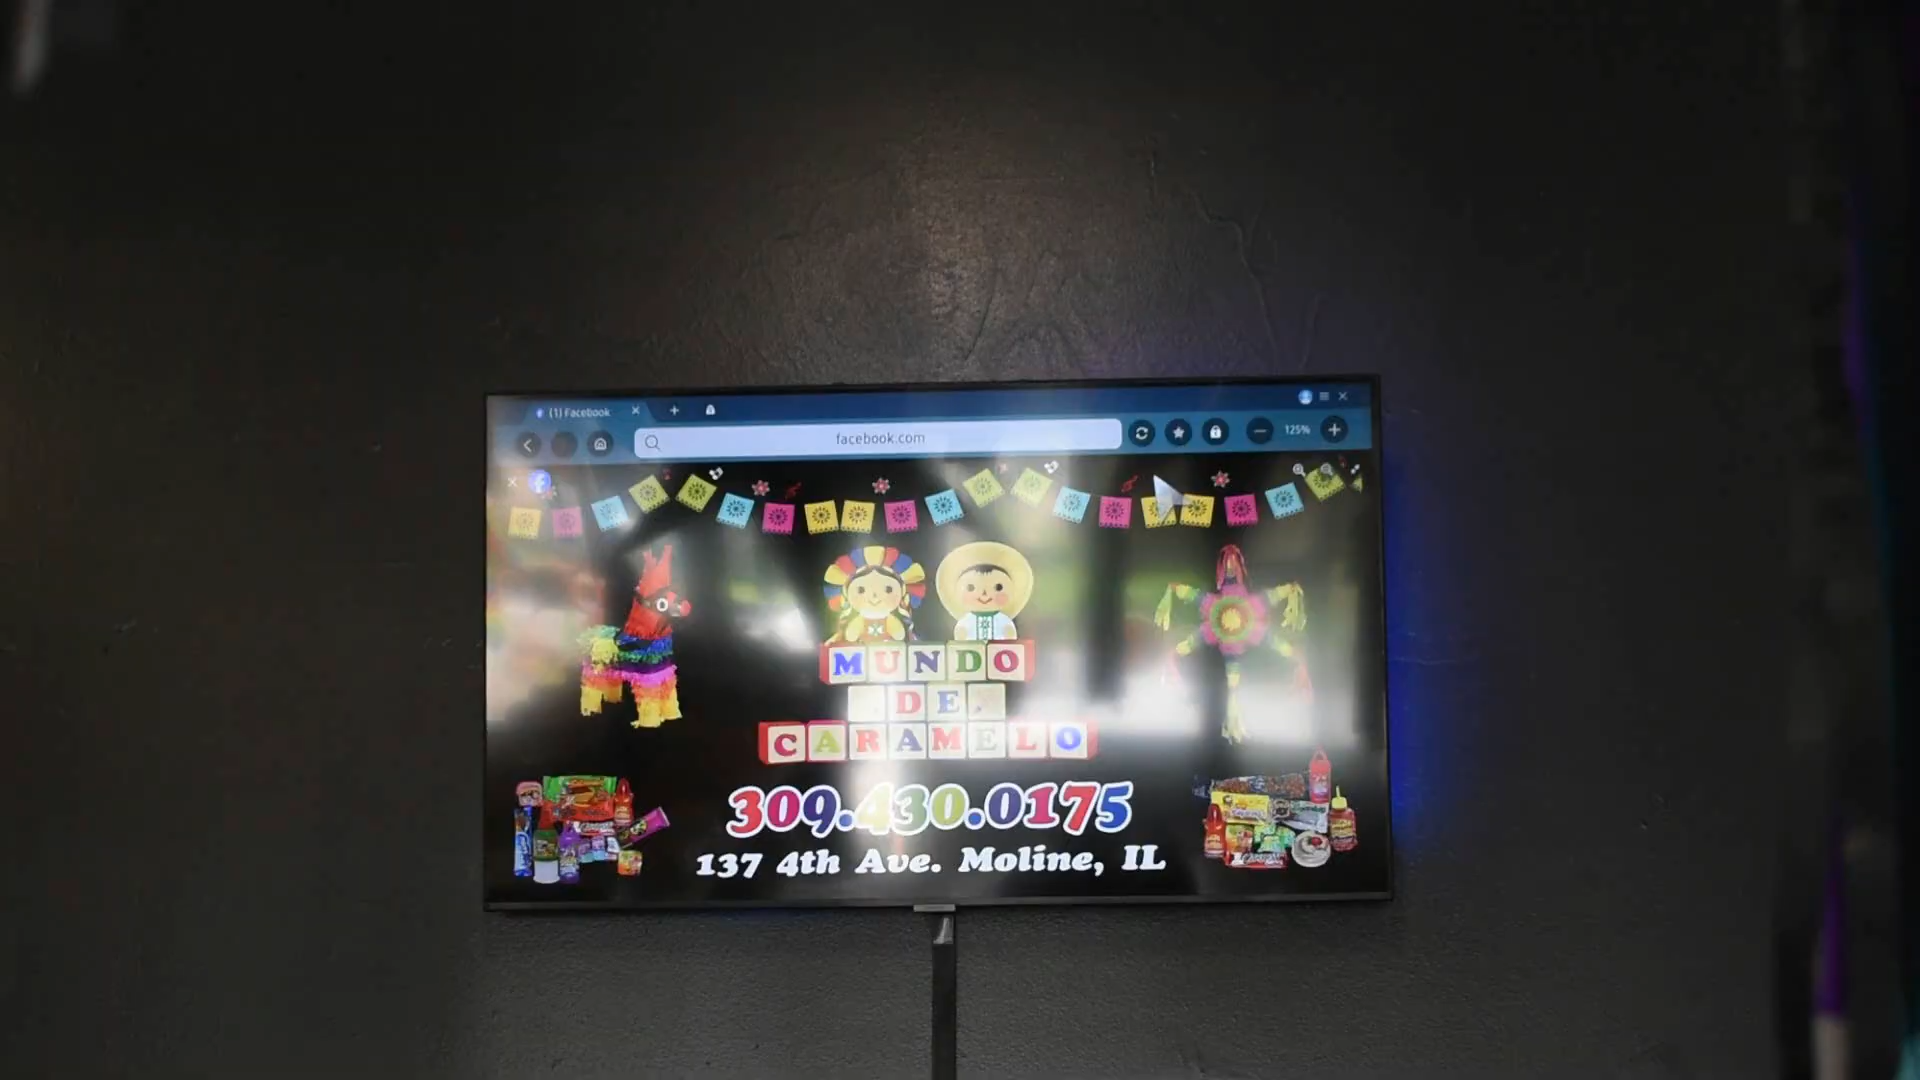 (1) Facebook
facebook.com
125%
MUNDO
DE
CARAMELO
309.430.0175
137 4th Ave. Moline, IL